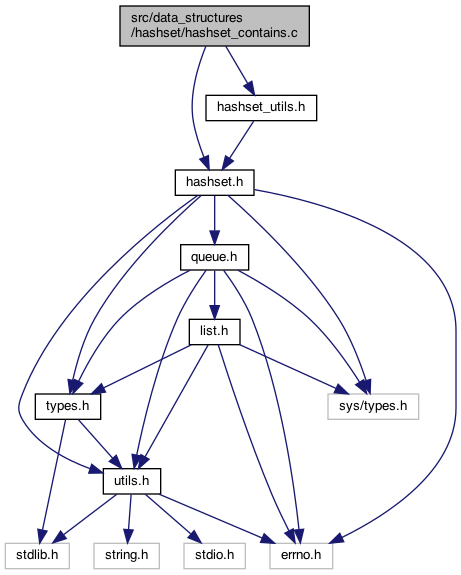 src/data_structures
/hashset/hashset_contains.c
hashset_utils.h
hashset.h
queue.h
list.h
types.h
sys/types.h
utils.h
stdlib.h
string.h
stdio.h
errno.h